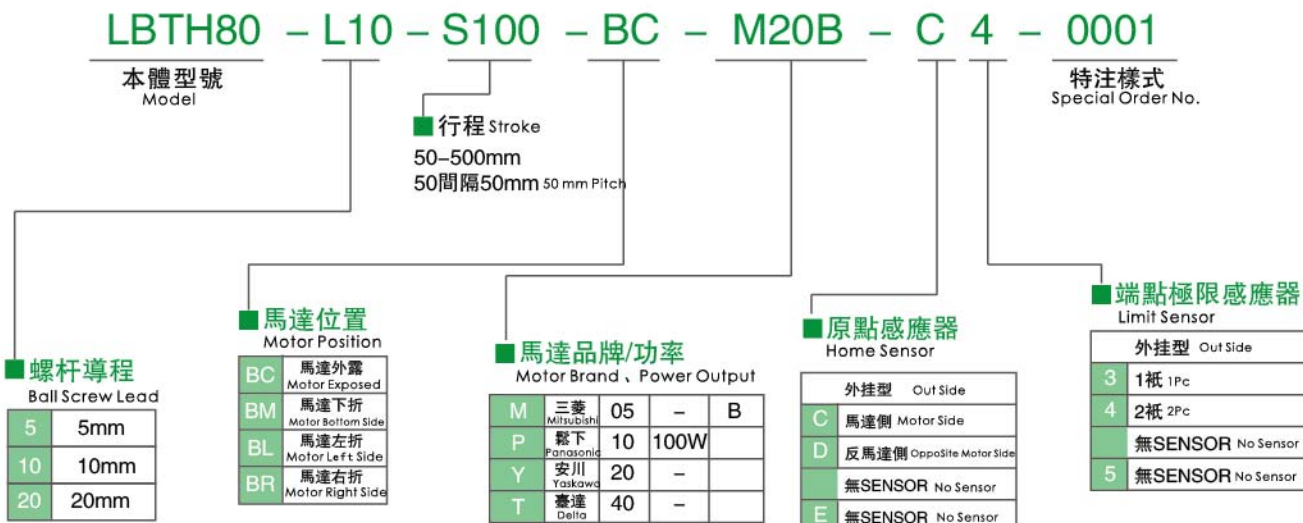 LBTH80 – L10 – S100 – BC – M20B – C 4 – 0001
本體型號
Model
特注樣式
Special Order No.
■行程 Stroke
50–500mm
50間隔50mm 50 mm Pitch
■螺杆導程
Ball Screw Lead
5 5mm
10 10mm
20 20mm
■馬達位置
Motor Position
BC 馬達外露
Motor Exposed
BM 馬達下折
Motor Bottom Side
BL 馬達左折
Motor Left Side
BR 馬達右折
Motor Right Side
■馬達品牌/功率
Motor Brand、Power Output
M 三菱 05 – B
Mitsubishi
P 鬆下 10 100W
Panasonic
Y 安川 20 –
Yaskawa
T 臺達 40 –
Delta
■原點感應器
Home Sensor
外挂型 Out Side
C 馬達側 Motor Side
D 反馬達側 OppoSite Motor Side
無SENSOR No Sensor
E 無SENSOR No Sensor
■端點極限感應器
Limit Sensor
外挂型 Out Side
3 1祇 1Pc
4 2祇 2Pc
無SENSOR No Sensor
5 無SENSOR No Sensor